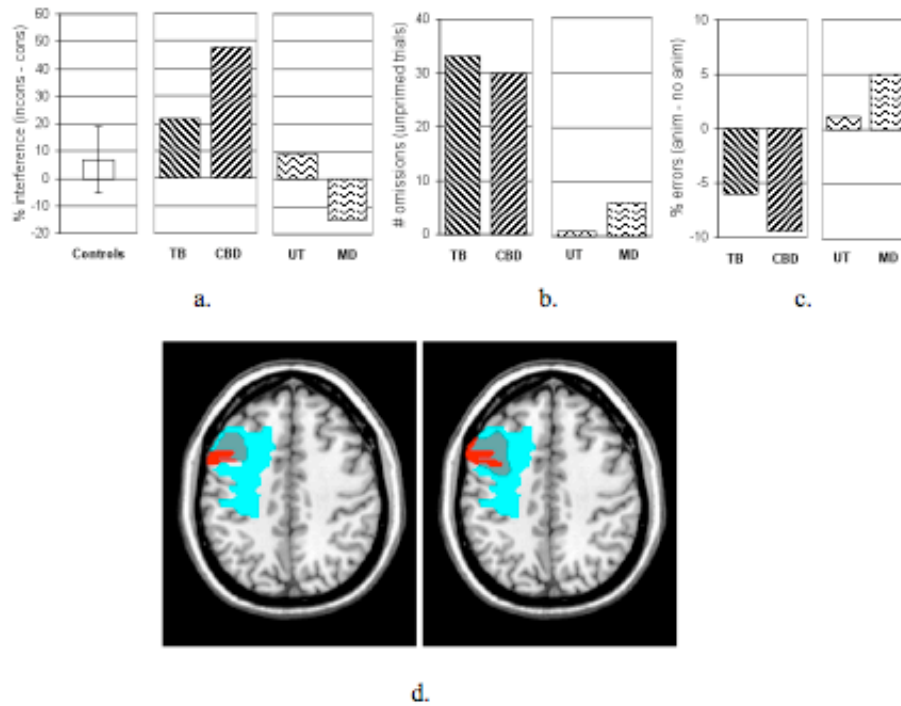 % interference (incons - cons)
60
50
40
30
20
10
0
-10
-20
Controls
TB CBD
UT MD
a.
# omissions (unprimed trials)
40
30
20
10
0
TB CBD
UT MD
b.
% errors (anim - no anim)
10
5
0
-5
-10
TB CBD
UT MD
c.
d.